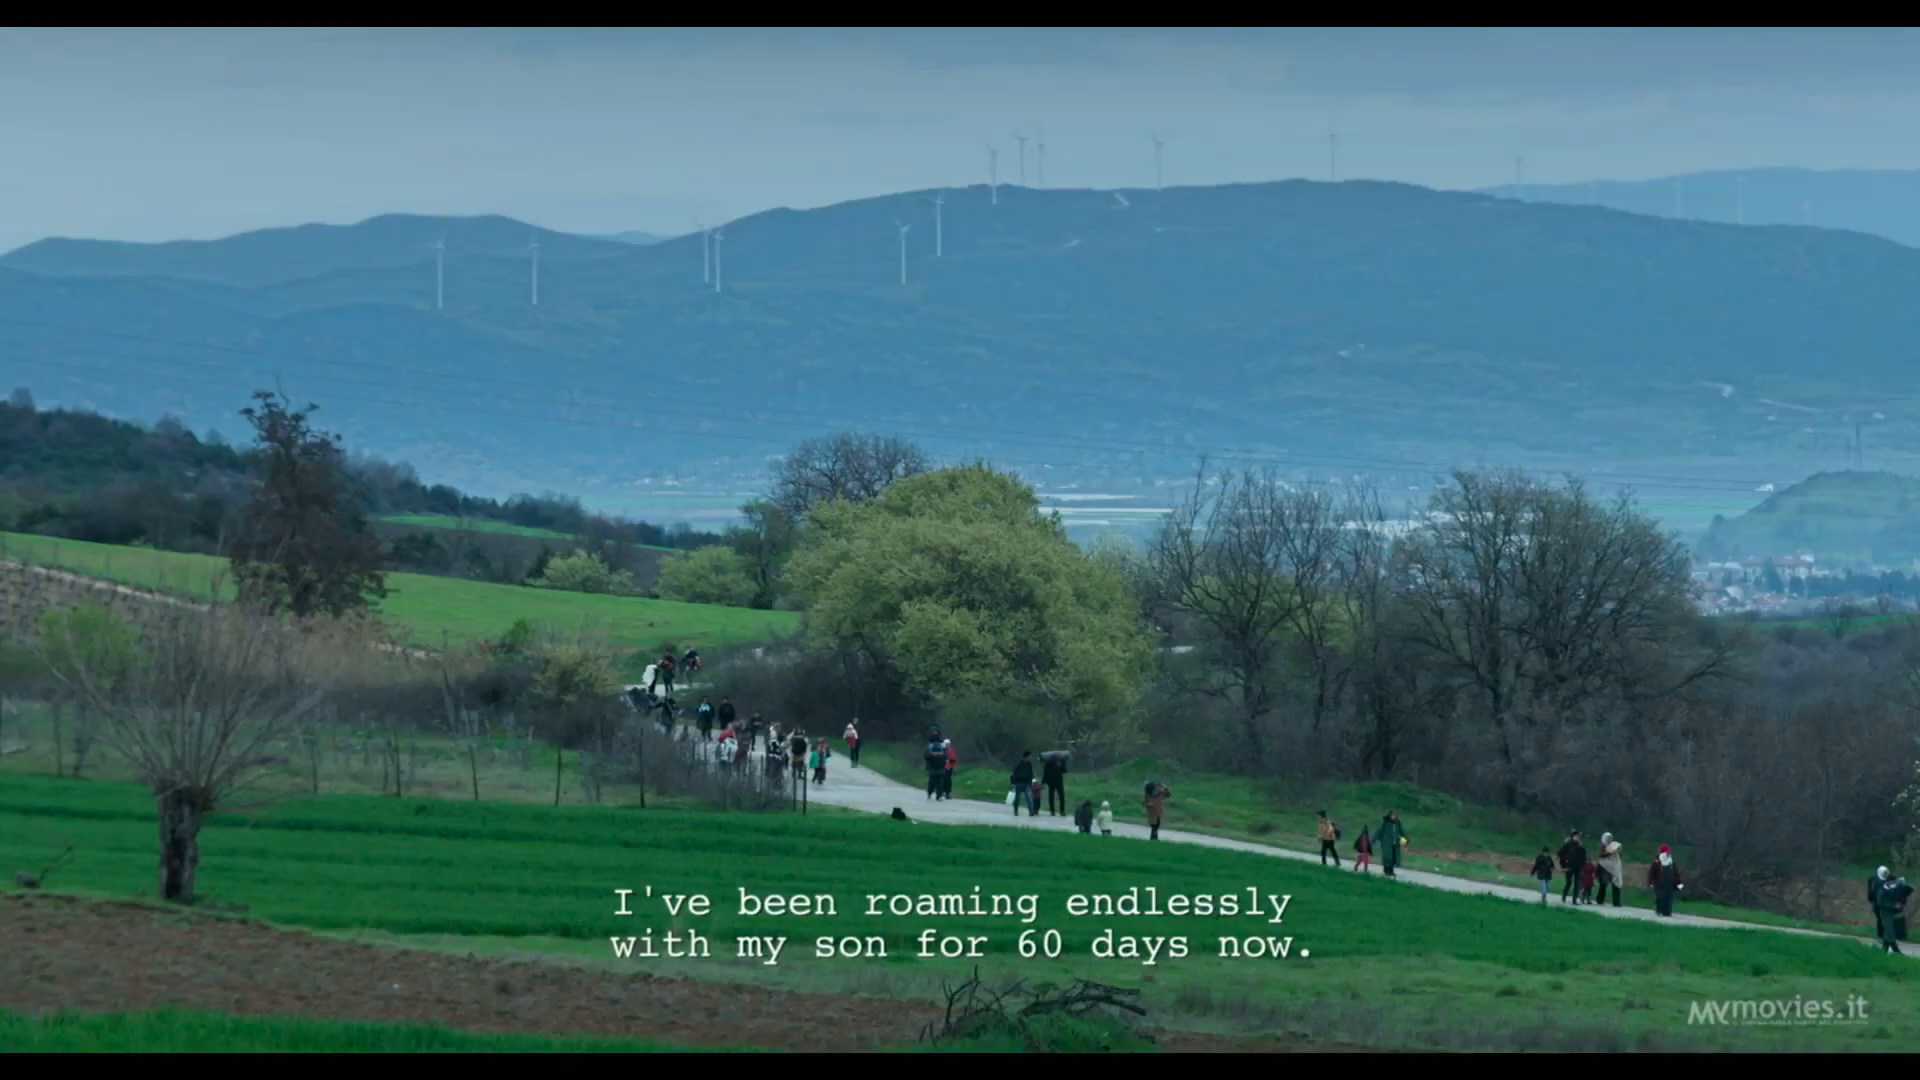 I've been roaming endlessly
with my son for 60 days now.
MYmovies.it